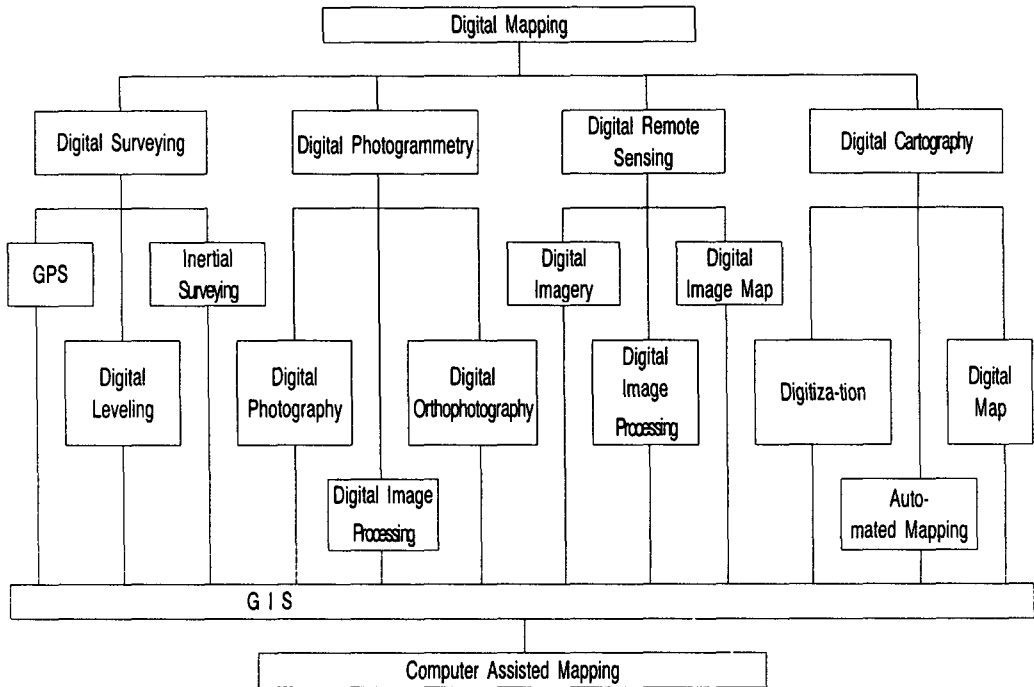 Digital Mapping
Digital Surveying
Digital Photogrammetry
Digital Remote
Sensing
Digital Cartography
GPS
Inertial
Surveying
Digital
Imagery
Digital
Image Map
Digital
Leveling
Digital
Photography
Digital
Orthophotography
Digital
Image
Processing
Digitiza-tion
Digital
Map
Digital Image
Processing
Auto-
mated Mapping
G I S
Computer Assisted Mapping